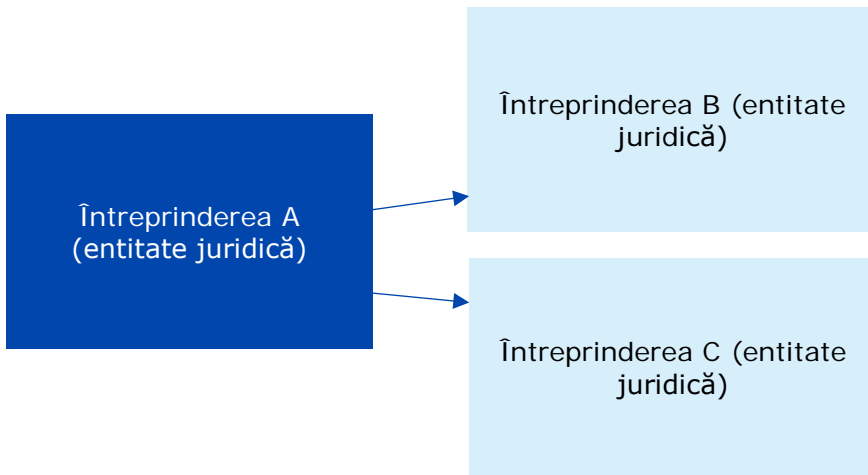 Întreprinderea A
(entitate juridică)
Întreprinderea B (entitate
juridică)
Întreprinderea C (entitate
juridică)